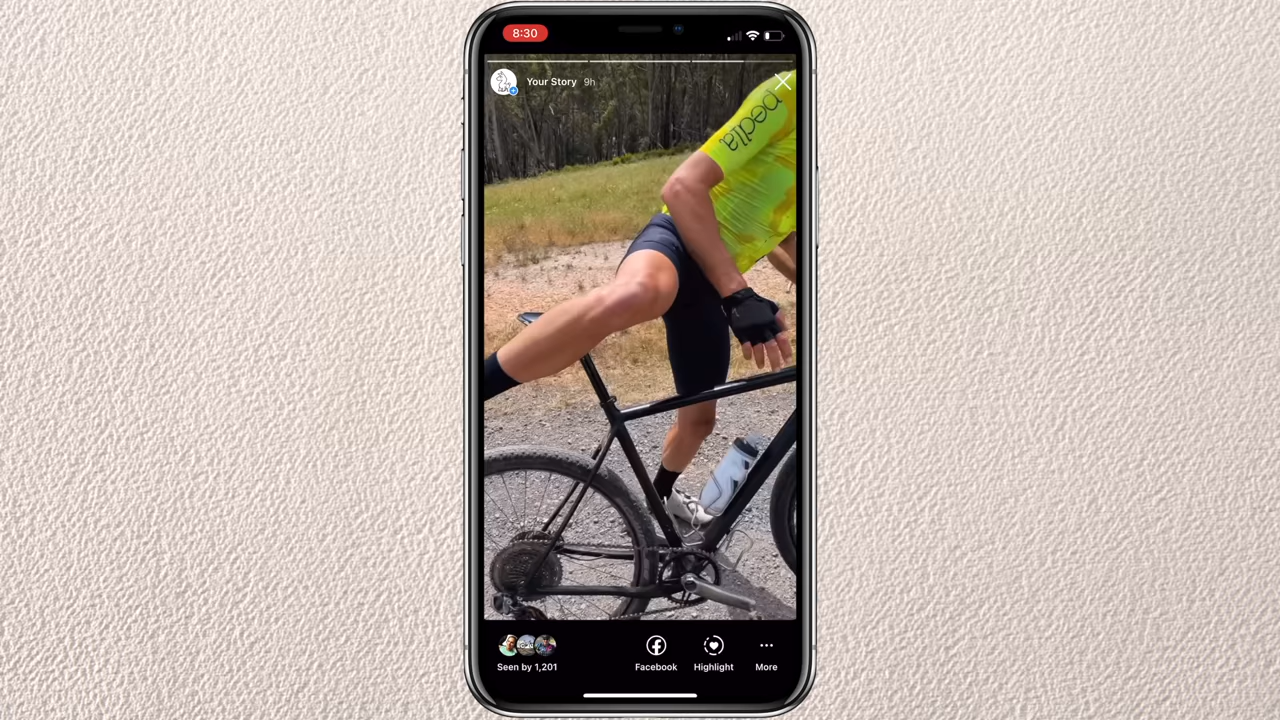 8:30
Your Story 9h
pedla
Seen by 1,201
Facebook
Highlight
More